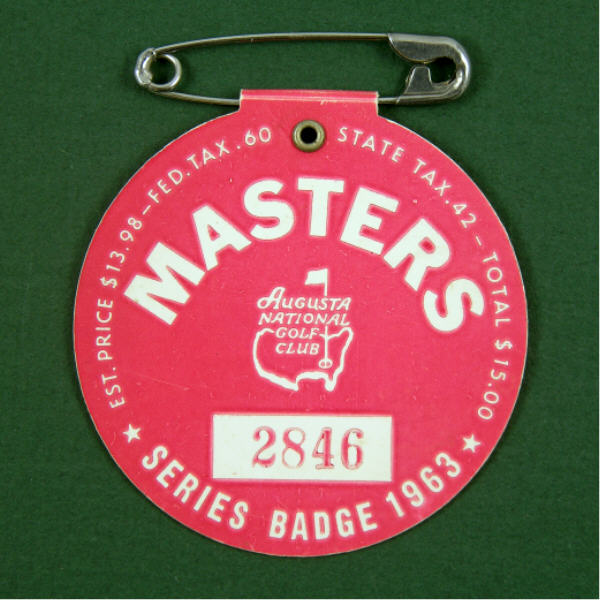 EST. PRICE $13.98–FED. TAX .60 STATE TAX .42–TOTAL $15.00
MASTERS
AUGUSTA
NATIONAL
GOLF
CLUB
2846
★ SERIES BADGE 1963 ★